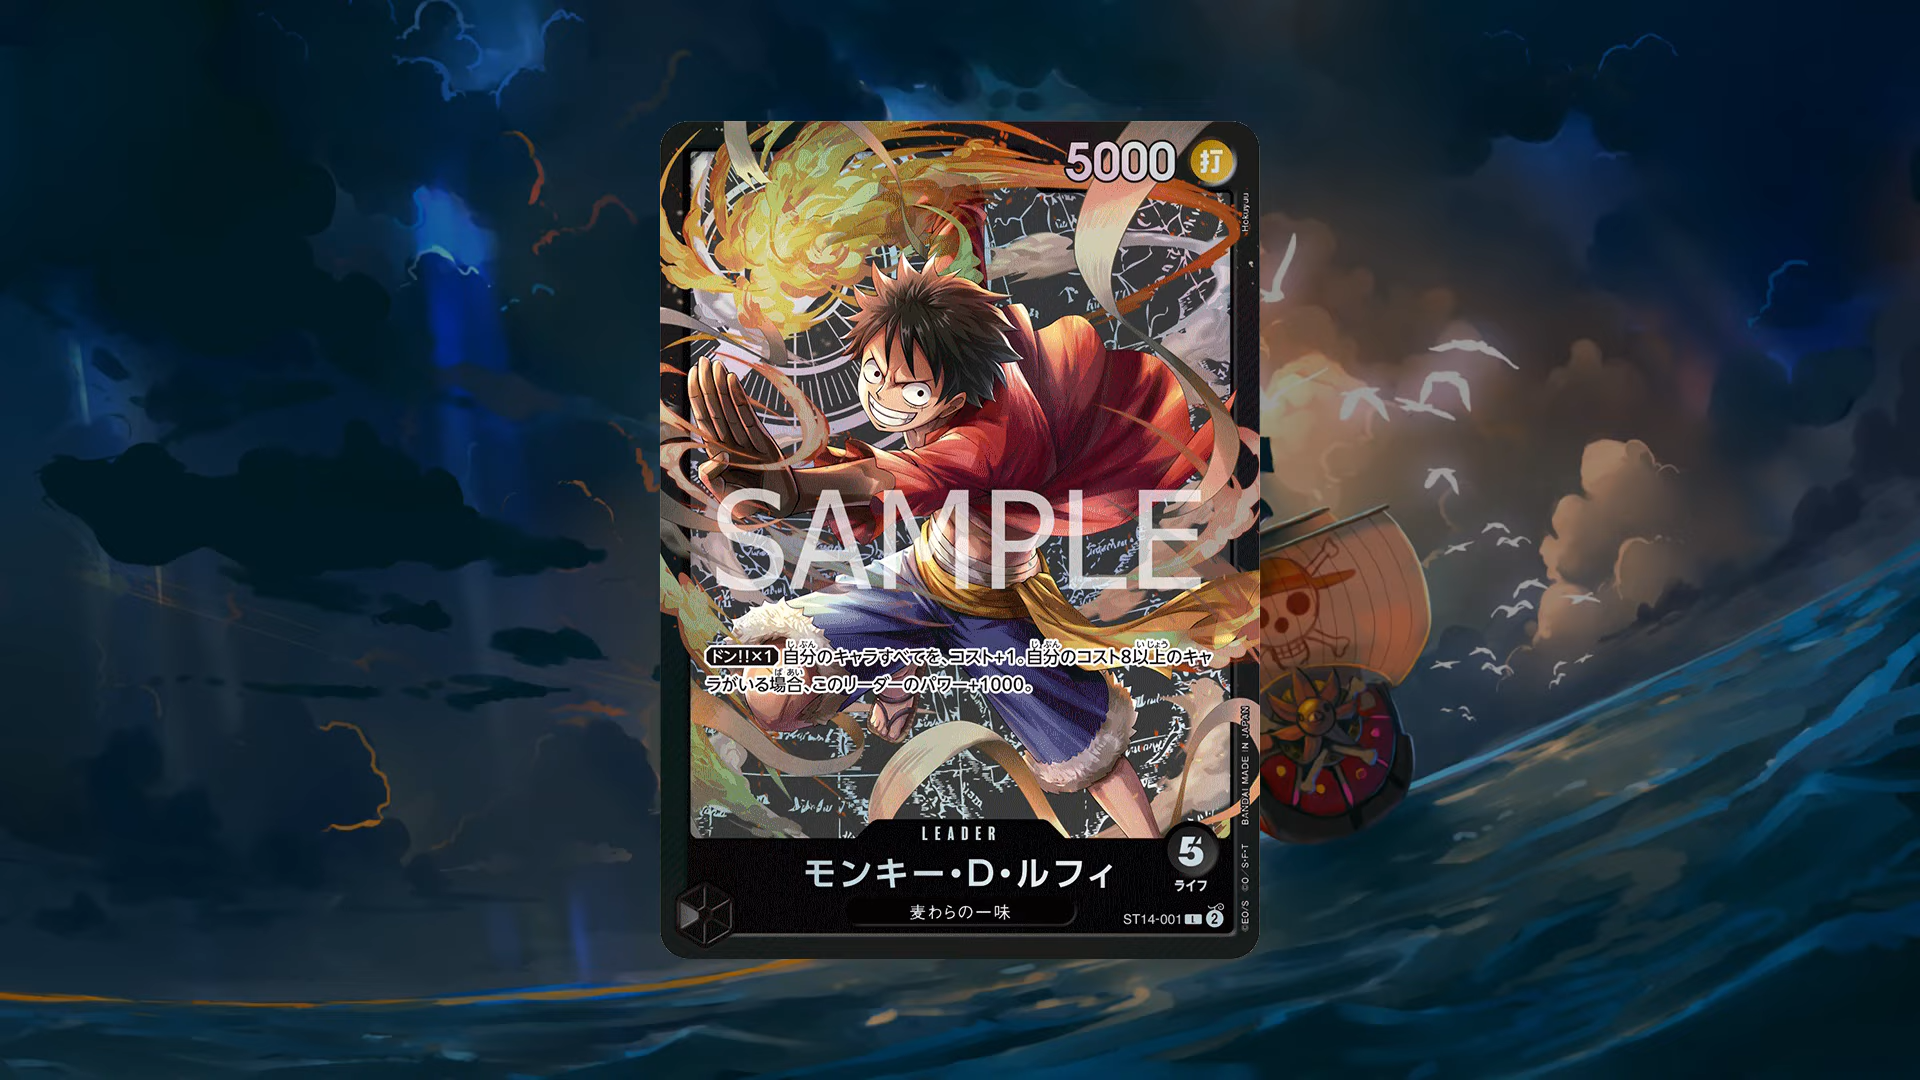 5000 打
Hokuyuu
SAMPLE
ドン!!×1 自分のキャラすべてを、コスト+1。自分のコスト8以上のキャ
ラがいる場合、このリーダーのパワー+1000。
LEADER
モンキー・D・ルフィ
麦わらの一味
5
ライフ
ST14-001 L 2
©E.O/S. ©O/S.F-T BANDAI MADE IN JAPAN